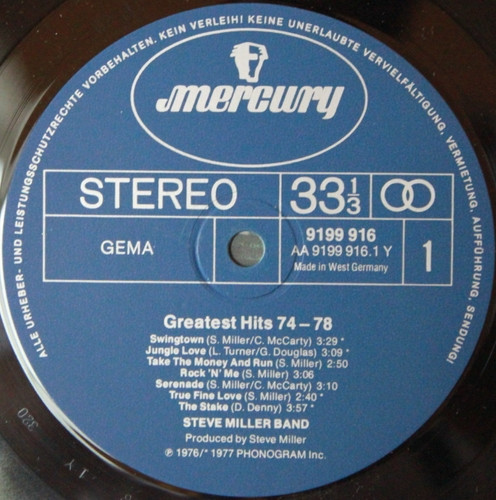 ALLE URHEBER- UND LEISTUNGSSCHUTZRECHTE VORBEHALTEN. KEIN VERLEIH! KEINE UNERLAUBTE VERVIELFÄLTIGUNG, VERMIETUNG, AUFFÜHRUNG, SENDUNG!
mercury
STEREO 33 1/3
GEMA
9199 916
AA 9199 916.1 Y
Made in West Germany
1
Greatest Hits 74 – 78
Swingtown (S. Miller/C. McCarty) 3:29 *
Jungle Love (L. Turner/G. Douglas) 3:09 *
Take The Money And Run (S. Miller) 2:50
Rock 'N' Me (S. Miller) 3:06
Serenade (S. Miller/C. McCarty) 3:10
True Fine Love (S. Miller) 2:40 *
The Stake (D. Denny) 3:57 *
STEVE MILLER BAND
Produced by Steve Miller
℗ 1976/* 1977 PHONOGRAM Inc.
320